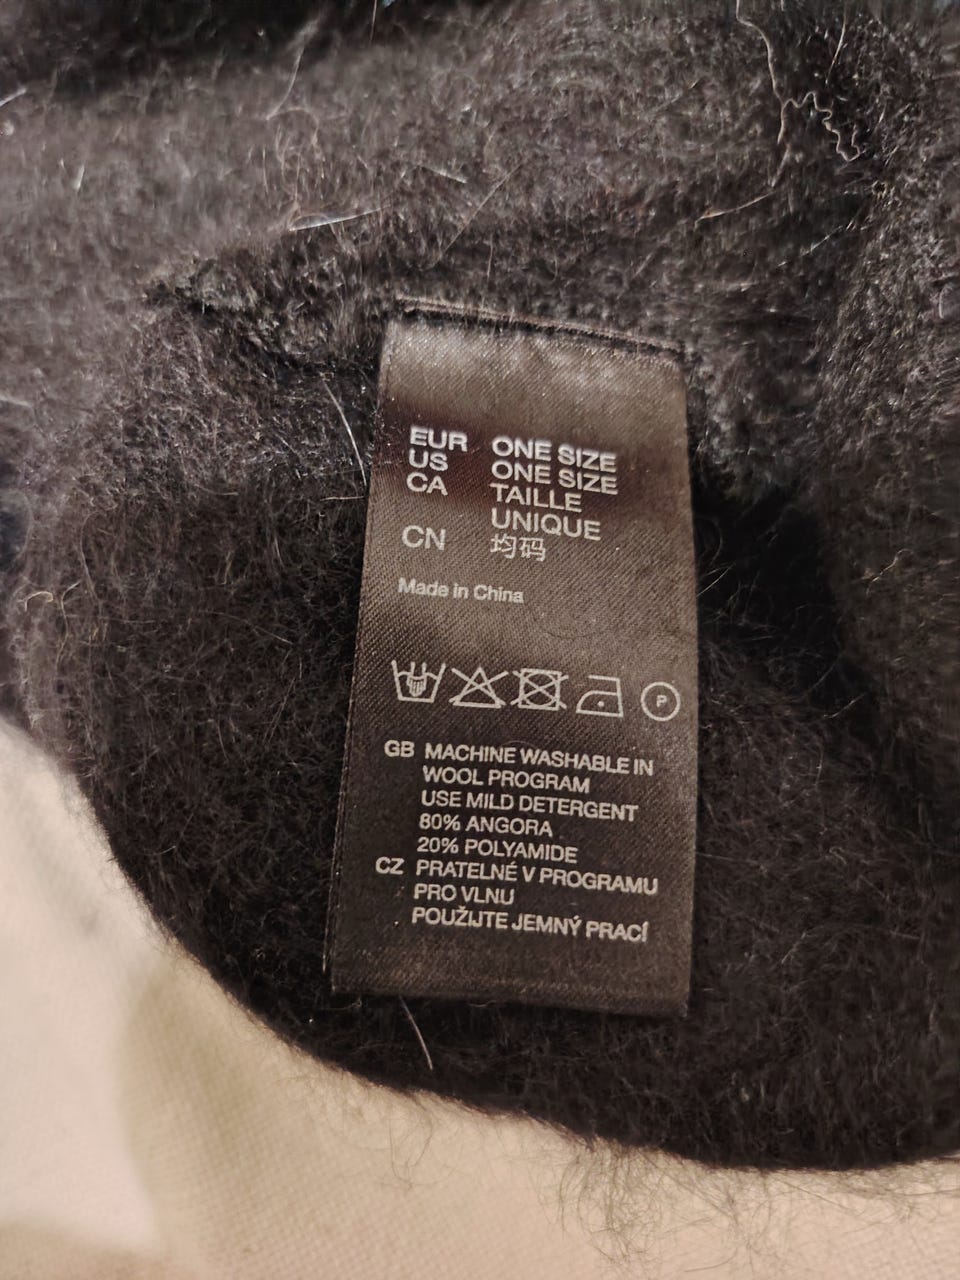 EUR ONE SIZE
US ONE SIZE
CA TAILLE
UNIQUE
CN 均码
Made in China
P
GB MACHINE WASHABLE IN
WOOL PROGRAM
USE MILD DETERGENT
80% ANGORA
20% POLYAMIDE
CZ PRATELNÉ V PROGRAMU
PRO VLNU
POUŽIJTE JEMNÝ PRACÍ